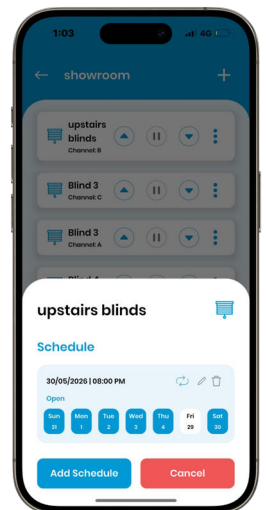 1:03
4G
showroom
upstairs
blinds
Channel: B
Blind 3
Channel: C
Blind 3
Channel: A
upstairs blinds
Schedule
30/05/2026 | 08:00 PM
Open
Sun Mon Tue Wed Thu Fri Sat
31 1 2 3 4 29 30
Add Schedule Cancel